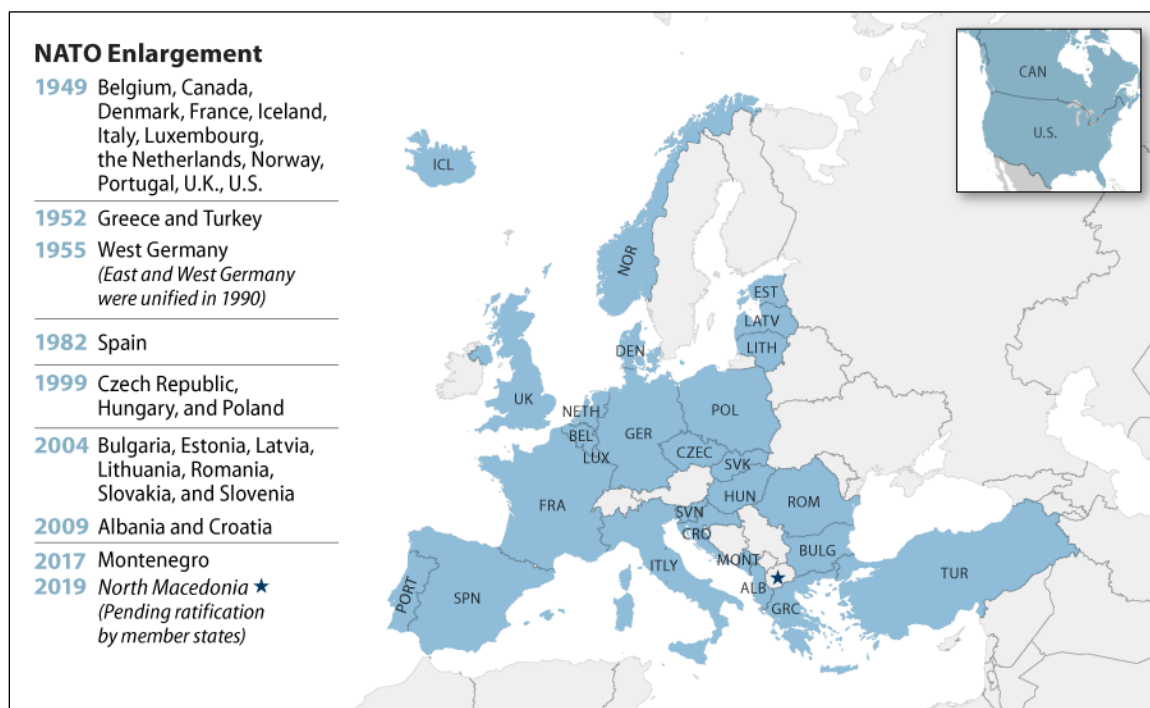 NATO Enlargement
1949 Belgium, Canada,
Denmark, France, Iceland,
Italy, Luxembourg,
the Netherlands, Norway,
Portugal, U.K., U.S.
1952 Greece and Turkey
1955 West Germany
(East and West Germany
were unified in 1990)
1982 Spain
1999 Czech Republic,
Hungary, and Poland
2004 Bulgaria, Estonia, Latvia,
Lithuania, Romania,
Slovakia, and Slovenia
2009 Albania and Croatia
2017 Montenegro
2019 North Macedonia ★
(Pending ratification
by member states)
CAN
U.S.
ICL
NOR
EST
LATV
LITH
DEN
UK
NETH
BEL
LUX
GER
POL
CZEC
SVK
FRA
HUN
ROM
SVN
CRO
ITLY
MONT
BULG
ALB
GRC
TUR
PORT
SPN